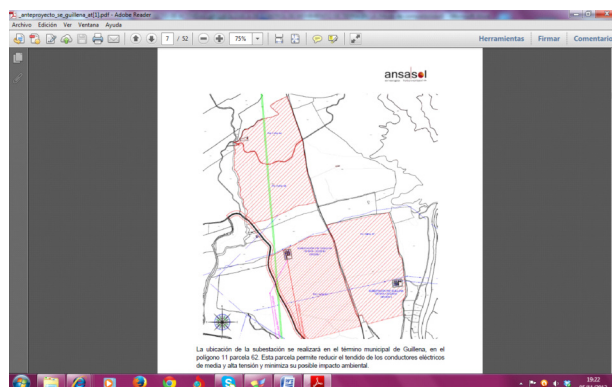 _anteproyecto_se_guillena_et[1].pdf - Adobe Reader
Archivo Edición Ver Ventana Ayuda
7 / 52
75%
Herramientas Firmar Comentario
ansasol
La ubicación de la subestación se realizará en el término municipal de Guillena, en el
polígono 11 parcela 62. Esta parcela permite reducir el tendido de los conductores eléctricos
de media y alta tensión y minimiza su posible impacto ambiental.
19:22